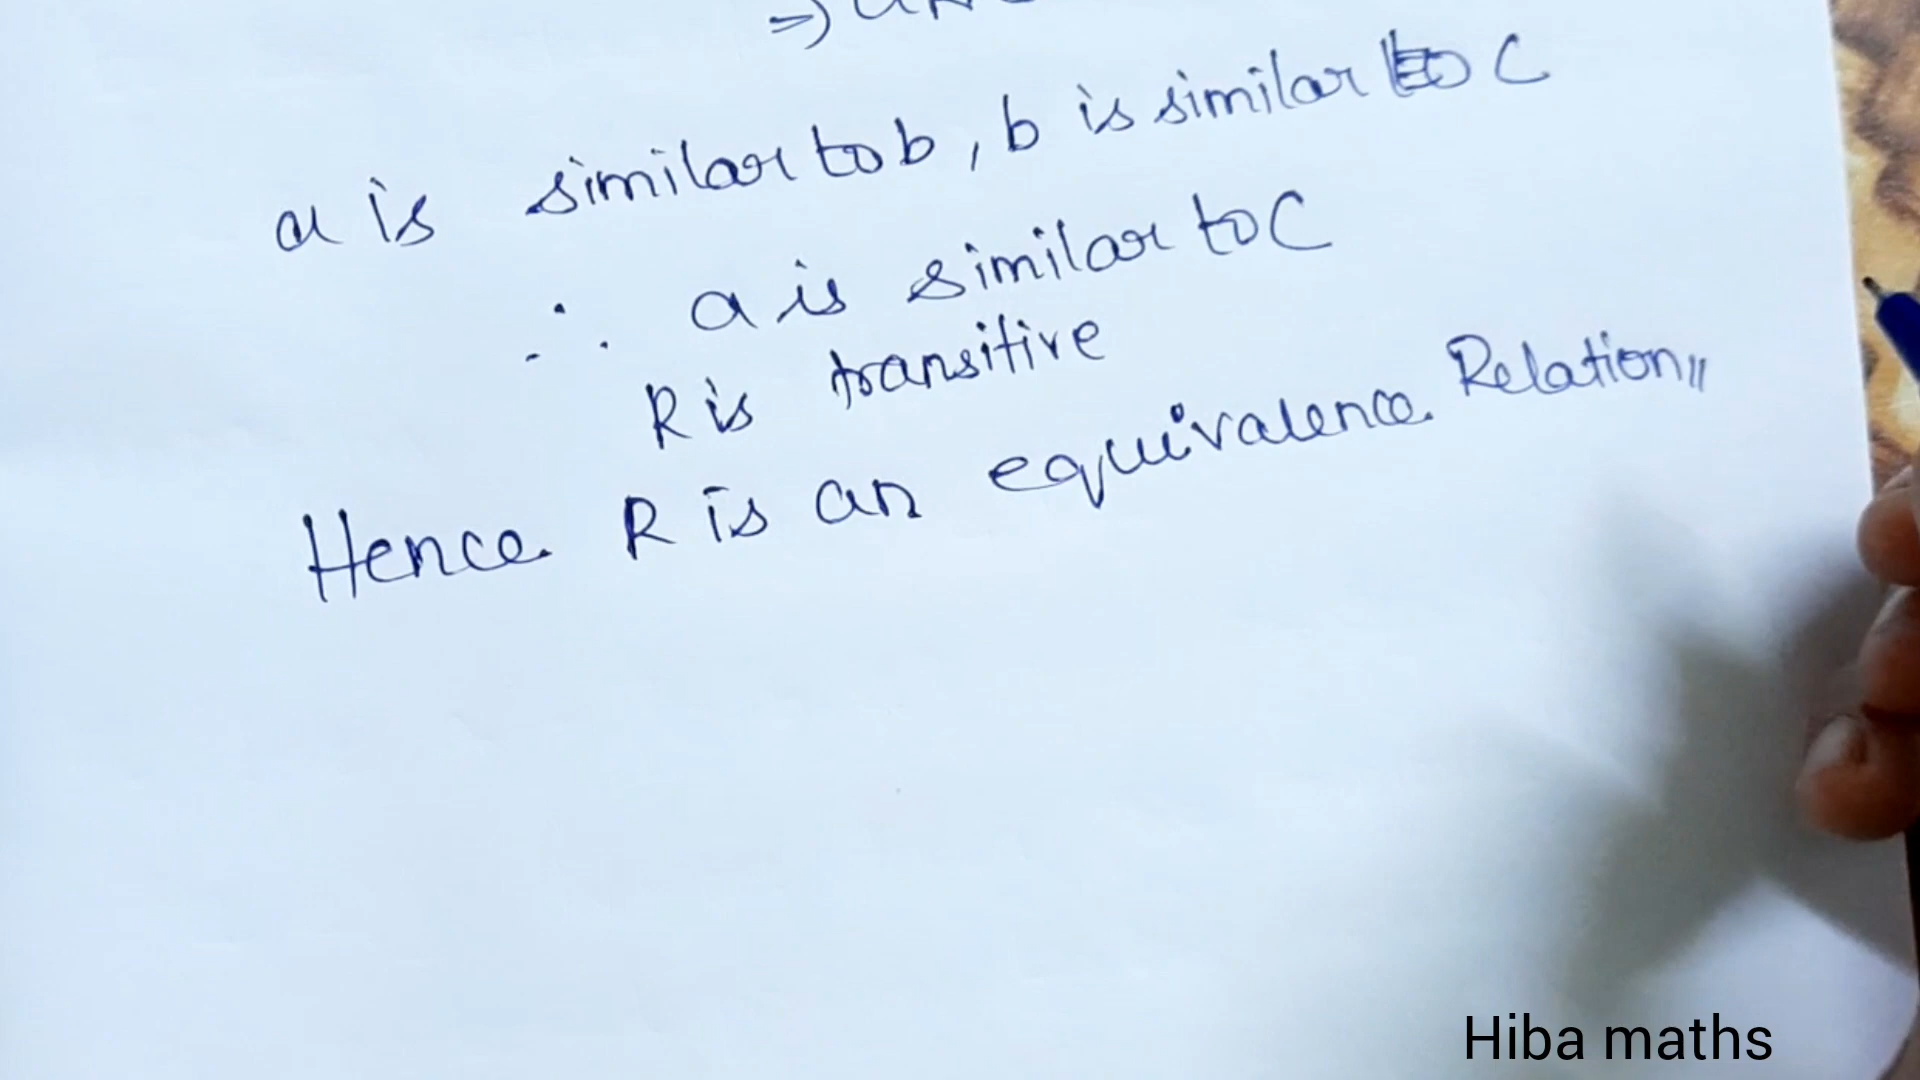 a is similar to b, b is similar to C
∴ a is similar to C
R is transitive
Hence R is an equivalence Relation
Hiba maths